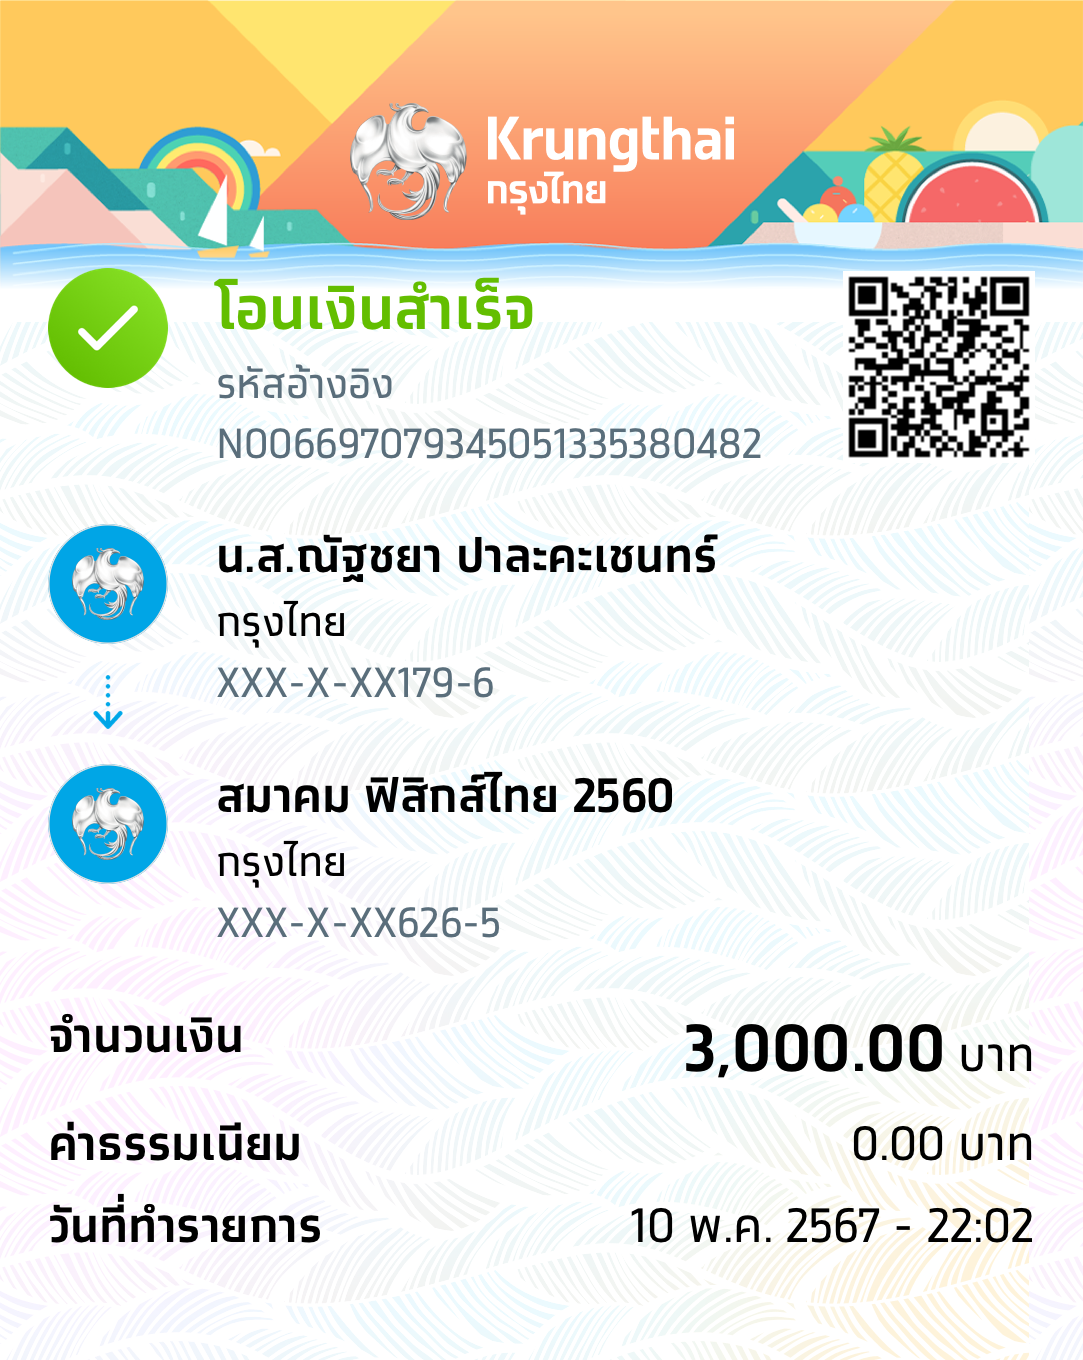 Krungthai
กรุงไทย
โอนเงินสำเร็จ
รหัสอ้างอิง
N00669707934505133538O482
น.ส.ณัฐชยา ปาละคะเชนทร์
กรุงไทย
XXX-X-XX179-6
สมาคม ฟิสิกส์ไทย 2560
กรุงไทย
XXX-X-XX626-5
จำนวนเงิน 3,000.00 บาท
ค่าธรรมเนียม 0.00 บาท
วันที่ทำรายการ 10 พ.ค. 2567 - 22:02